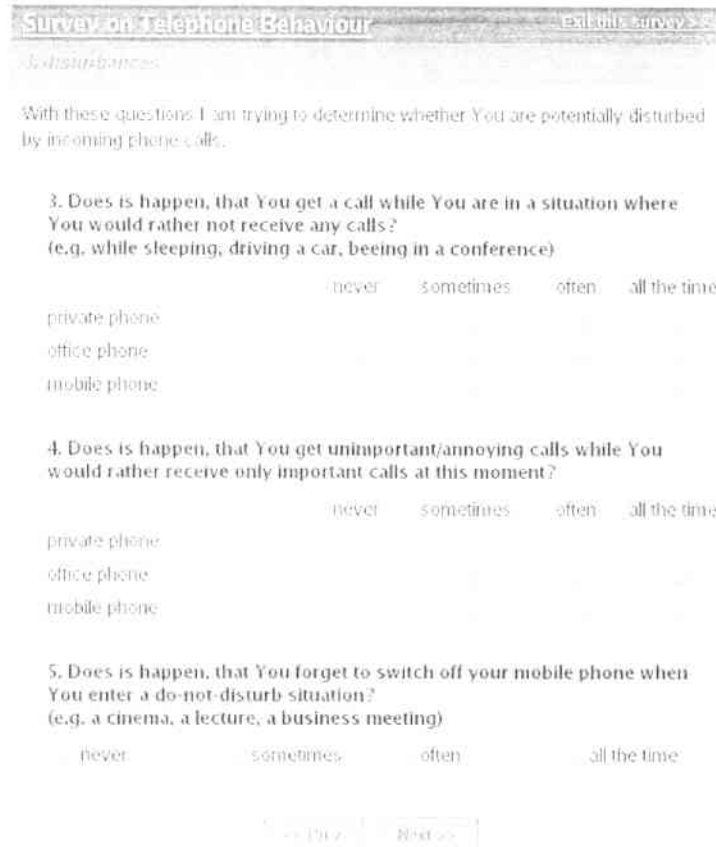 Survey on Telephone Behaviour Exit this survey >>
3. disturbances
With these questions I am trying to determine whether You are potentially disturbed
by incoming phone calls.
3. Does is happen, that You get a call while You are in a situation where
You would rather not receive any calls?
(e.g. while sleeping, driving a car, beeing in a conference)
never sometimes often all the time
private phone
office phone
mobile phone
4. Does is happen, that You get unimportant/annoying calls while You
would rather receive only important calls at this moment?
never sometimes often all the time
private phone
office phone
mobile phone
5. Does is happen, that You forget to switch off your mobile phone when
You enter a do-not-disturb situation?
(e.g. a cinema, a lecture, a business meeting)
never sometimes often all the time
<< Prev Next >>